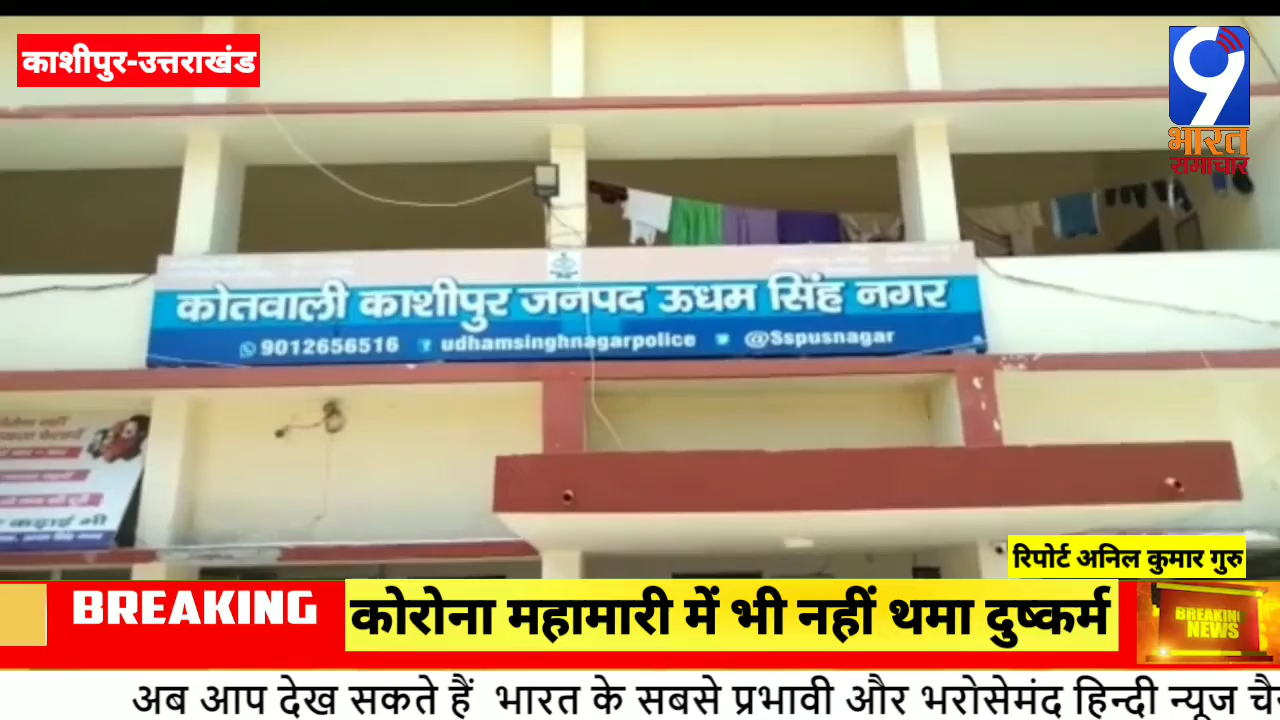 काशीपुर-उत्तराखंड
9
भारत
समाचार
कोतवाली काशीपुर जनपद ऊधम सिंह नगर
9012656516 udhamsinghnagarpolice @Sspusnagar
रिपोर्ट अनिल कुमार गुरु
BREAKING
कोरोना महामारी में भी नहीं थमा दुष्कर्म
BREAKING
NEWS
अब आप देख सकते हैं भारत के सबसे प्रभावी और भरोसेमंद हिन्दी न्यूज